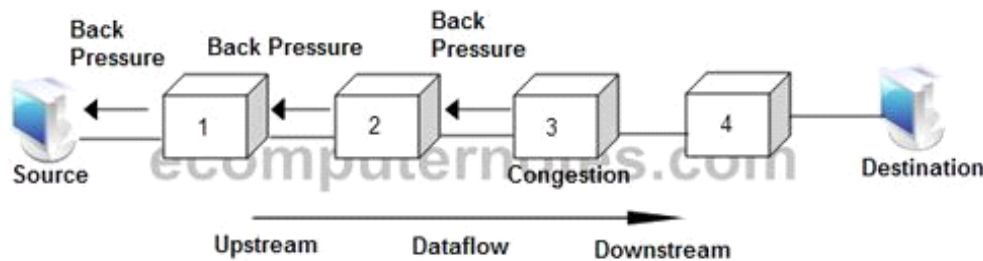 Back
Pressure
Back Pressure
Back
Pressure
1
2
3
4
ecomputernotes.com
Source
Congestion
Destination
Upstream
Dataflow
Downstream